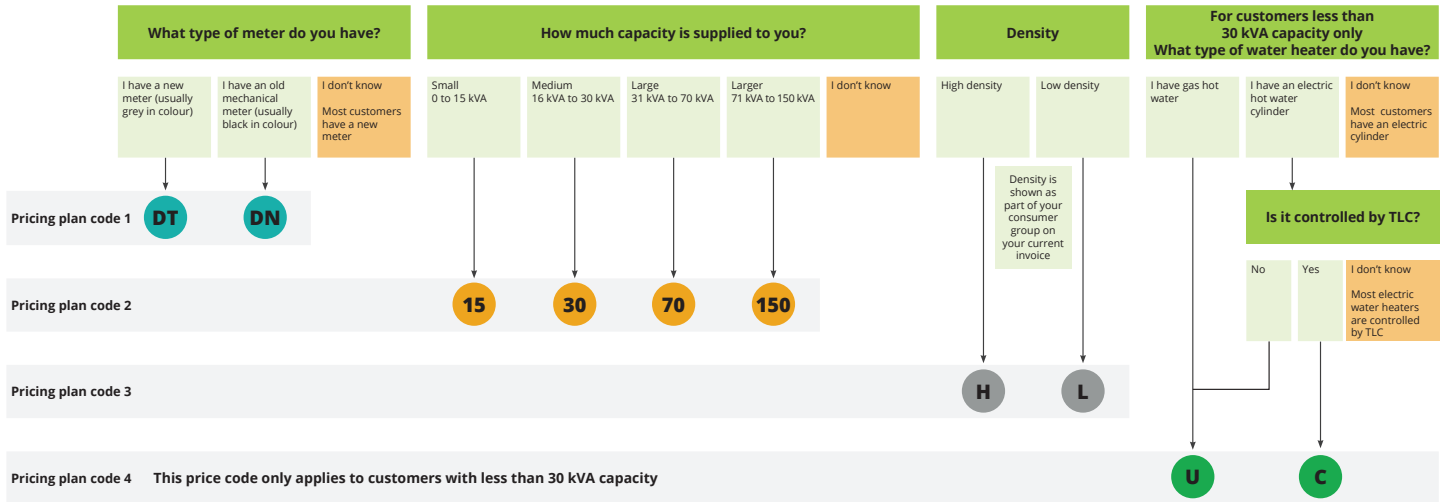 What type of meter do you have?
I have a new
meter (usually
grey in colour)
I have an old
mechanical
meter (usually
black in colour)
I don't know
Most customers
have a new
meter
How much capacity is supplied to you?
Small
0 to 15 kVA
Medium
16 kVA to 30 kVA
Large
31 kVA to 70 kVA
Larger
71 kVA to 150 kVA
I don't know
Density
High density
Low density
Density is
shown as
part of your
consumer
group on
your current
invoice
For customers less than
30 kVA capacity only
What type of water heater do you have?
I have gas hot
water
I have an electric
hot water
cylinder
I don't know
Most customers
have an electric
cylinder
Is it controlled by TLC?
No
Yes
I don't know
Most electric
water heaters
are controlled
by TLC
Pricing plan code 1
DT
DN
Pricing plan code 2
15
30
70
150
Pricing plan code 3
H
L
Pricing plan code 4
This price code only applies to customers with less than 30 kVA capacity
U
C